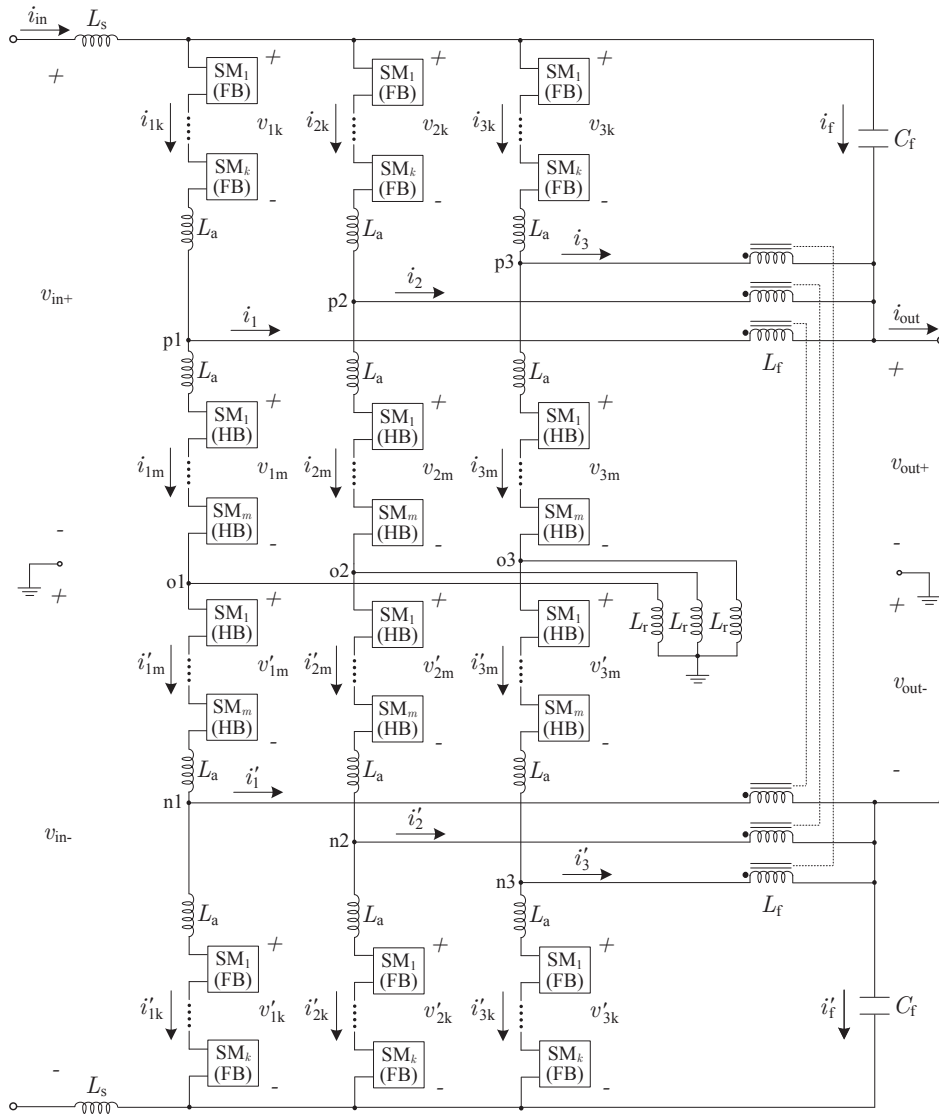 i_in L_s
+ SM_1 (FB) + SM_1 (FB) + SM_1 (FB) +
i_1k v_1k i_2k v_2k i_3k v_3k i_f C_f
SM_k (FB) - SM_k (FB) - SM_k (FB) -
L_a L_a L_a
p3 i_3
v_in+ p2 i_2
p1 i_1 i_out
L_a L_a L_a L_f +
SM_1 (HB) + SM_1 (HB) + SM_1 (HB) +
i_1m v_1m i_2m v_2m i_3m v_3m v_out+
SM_m (HB) - SM_m (HB) - SM_m (HB) -
- o3 -
o2
o1
+ SM_1 (HB) + SM_1 (HB) + SM_1 (HB) + L_r L_r L_r +
i'_1m v'_1m i'_2m v'_2m i'_3m v'_3m
SM_m (HB) - SM_m (HB) - SM_m (HB) - v_out-
L_a L_a L_a -
n1 i'_1
v_in- n2 i'_2
n3 i'_3
L_a L_a L_a L_f
SM_1 (FB) + SM_1 (FB) + SM_1 (FB) +
i'_1k v'_1k i'_2k v'_2k i'_3k v'_3k i'_f C_f
SM_k (FB) - SM_k (FB) - SM_k (FB) -
- L_s